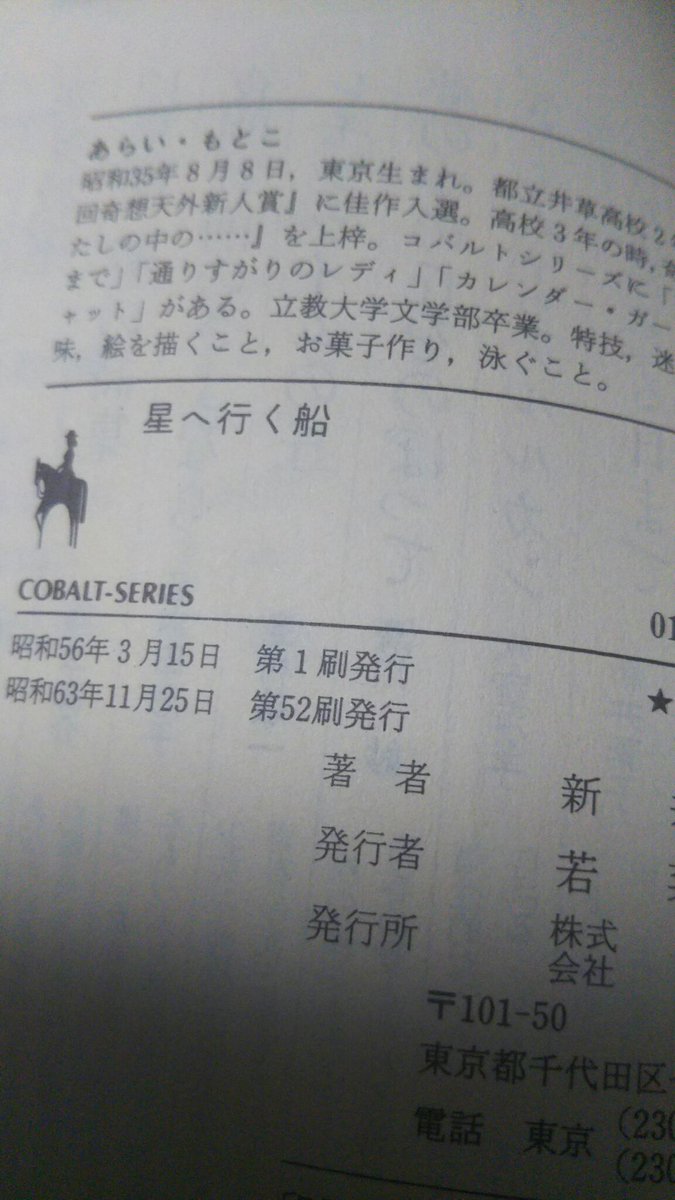 あらい・もとこ
昭和35年8月8日，東京生まれ。都立井草高校2
回奇想天外新人賞』に佳作入選。高校3年の時，
たしの中の……』を上梓。コバルトシリーズに「
まで」「通りすがりのレディ」「カレンダー・ガー
ャット」がある。立教大学文学部卒業。特技，迷
味，絵を描くこと，お菓子作り，泳ぐこと。
星へ行く船
COBALT-SERIES
01
昭和56年3月15日　第1刷発行
昭和63年11月25日　第52刷発行
★
著者　新
発行者　若
発行所　株式
会社
〒101-50
東京都千代田区
電話　東京　(230
(230